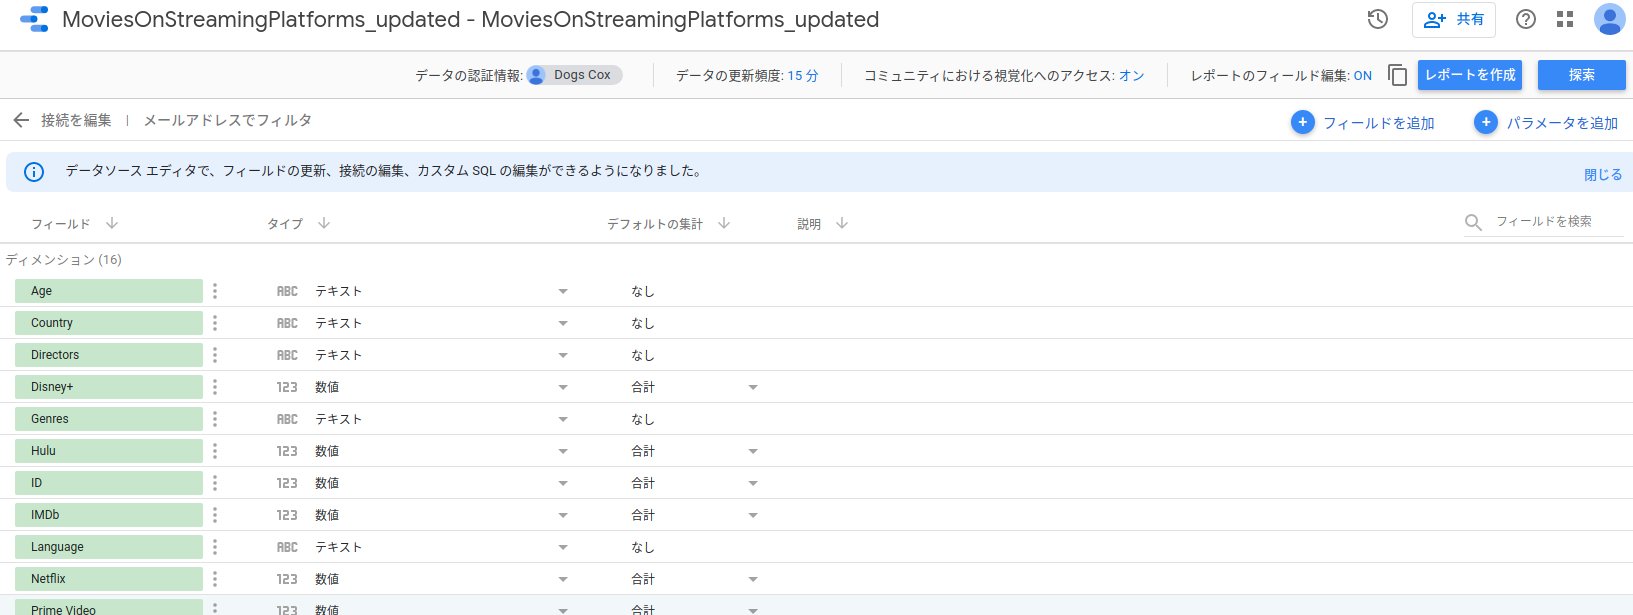 MoviesOnStreamingPlatforms_updated - MoviesOnStreamingPlatforms_updated 共有
データの認証情報: Dogs Cox データの更新頻度: 15 分 コミュニティにおける視覚化へのアクセス: オン レポートのフィールド編集: ON レポートを作成 探索
接続を編集 | メールアドレスでフィルタ フィールドを追加 パラメータを追加
データソース エディタで、フィールドの更新、接続の編集、カスタム SQL の編集ができるようになりました。 閉じる
フィールド タイプ デフォルトの集計 説明 フィールドを検索
ディメンション (16)
Age ABC テキスト なし
Country ABC テキスト なし
Directors ABC テキスト なし
Disney+ 123 数値 合計
Genres ABC テキスト なし
Hulu 123 数値 合計
ID 123 数値 合計
IMDb 123 数値 合計
Language ABC テキスト なし
Netflix 123 数値 合計
Prime Video 123 数値 合計